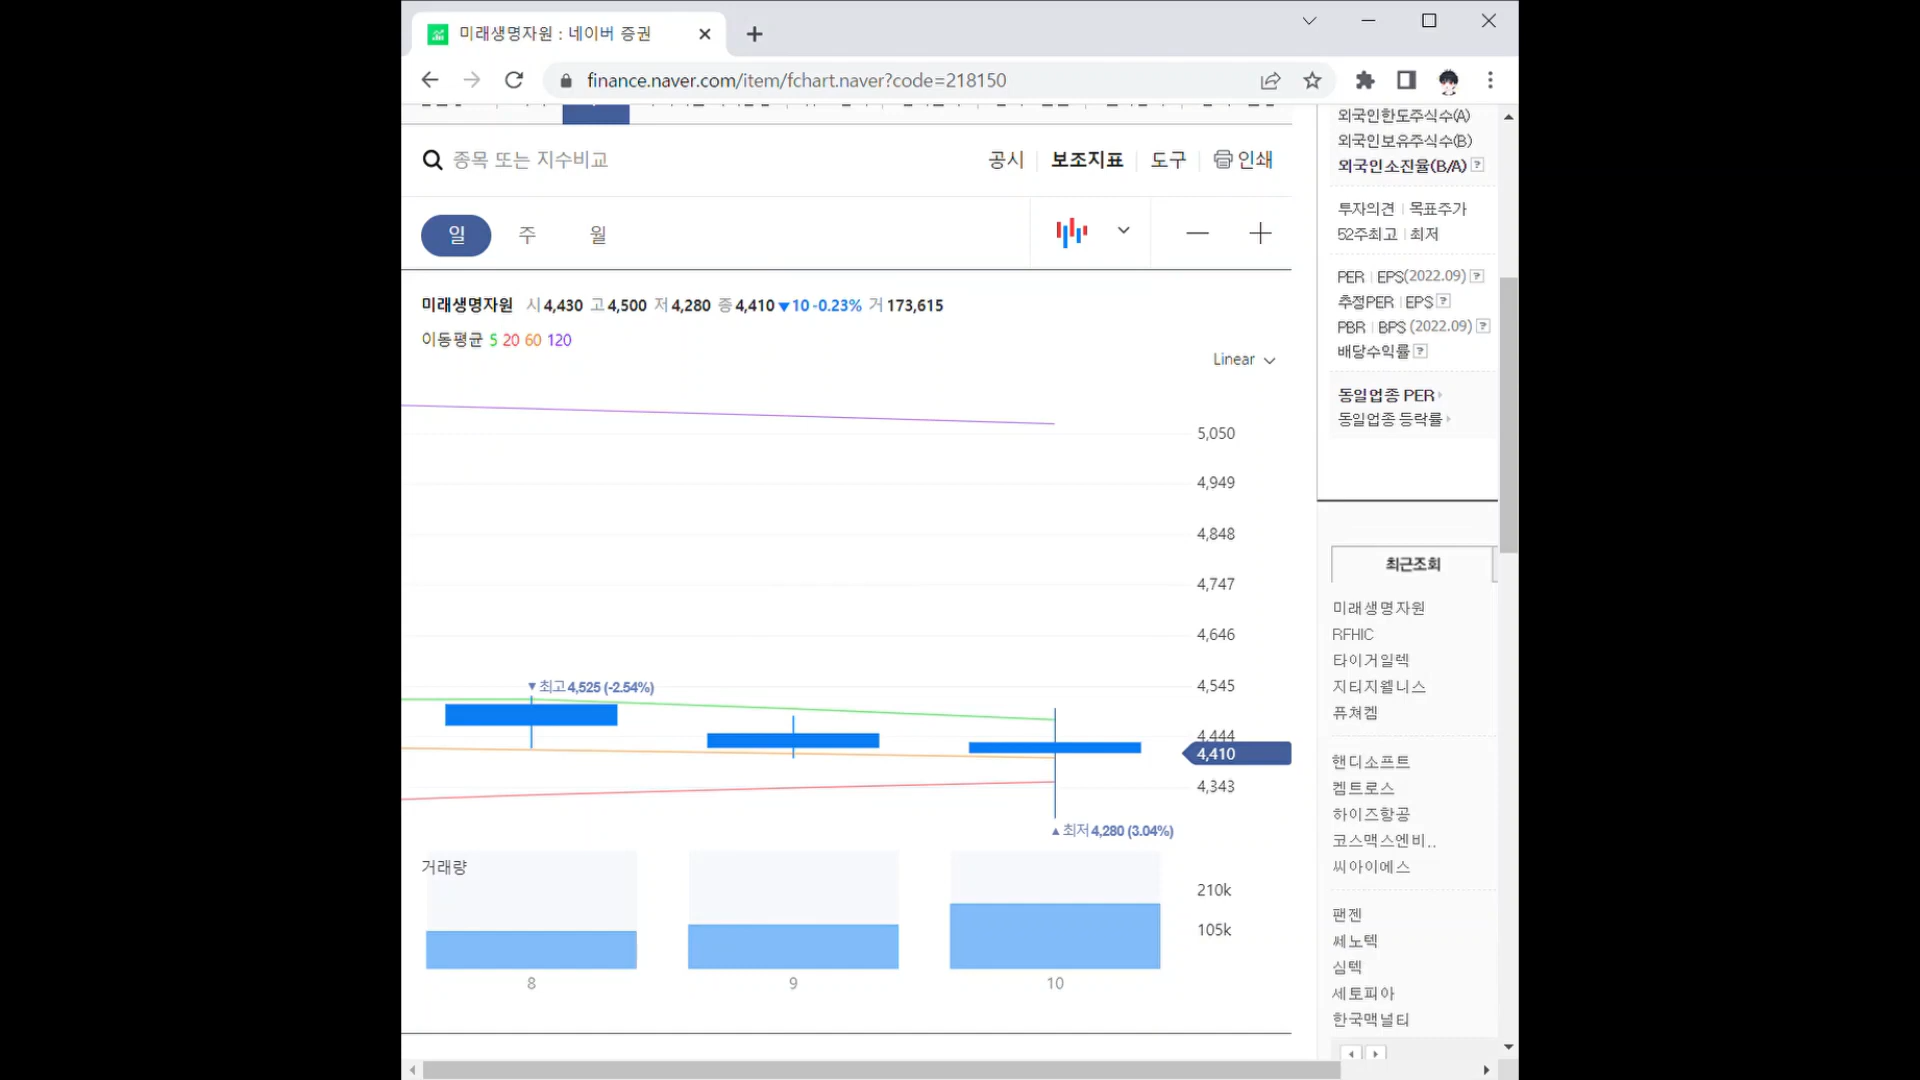 미래생명자원 : 네이버 증권
finance.naver.com/item/fchart.naver?code=218150
종목 또는 지수비교
공시 보조지표 도구 인쇄
일 주 월
미래생명자원 시 4,430 고 4,500 저 4,280 종 4,410 ▼10 -0.23% 거 173,615
이동평균 5 20 60 120
Linear
5,050
4,949
4,848
4,747
4,646
4,545
4,444
4,410
4,343
▼최고 4,525 (-2.54%)
▲최저 4,280 (3.04%)
거래량
210k
105k
8 9 10
외국인한도주식수(A)
외국인보유주식수(B)
외국인소진율(B/A) ?
투자의견 | 목표주가
52주최고 | 최저
PER | EPS(2022.09) ?
추정PER | EPS ?
PBR | BPS (2022.09) ?
배당수익률 ?
동일업종 PER
동일업종 등락률
최근조회
미래생명자원
RFHIC
타이거일렉
지티지웰니스
퓨쳐켐
핸디소프트
켐트로스
하이즈항공
코스맥스엔비..
씨아이에스
팬젠
쎄노텍
심텍
세토피아
한국맥널티